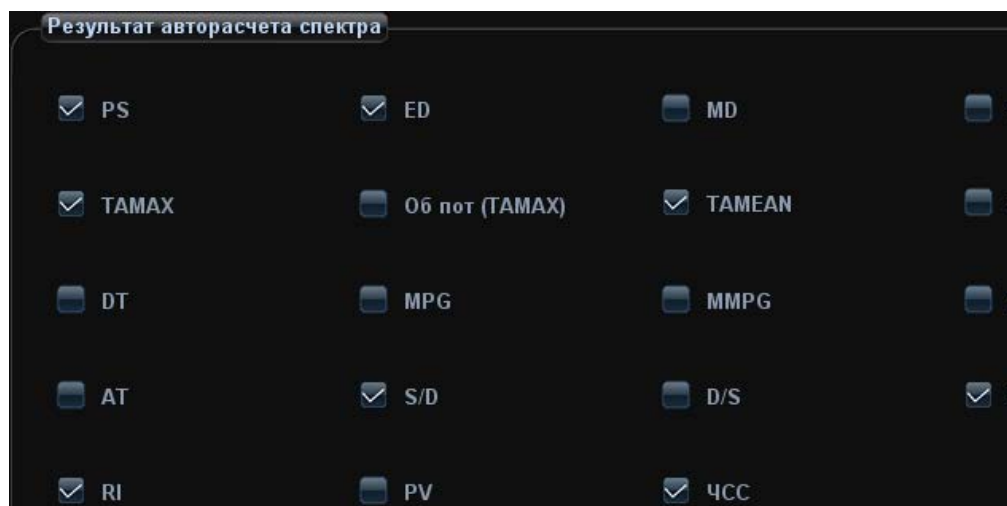 Результат авторасчета спектра
PS ED MD
TAMAX Об пот (TAMAX) TAMEAN
DT MPG MMPG
AT S/D D/S
RI PV ЧСС